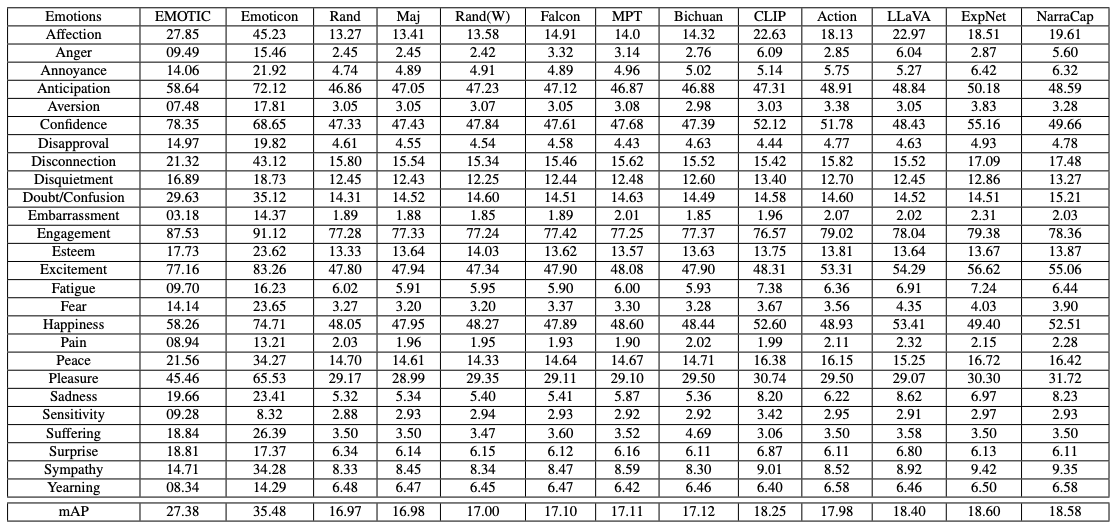 Emotions EMOTIC Emoticon Rand Maj Rand(W) Falcon MPT Bichuan CLIP Action LLaVA ExpNet NarraCap
Affection 27.85 45.23 13.27 13.41 13.58 14.91 14.0 14.32 22.63 18.13 22.97 18.51 19.61
Anger 09.49 15.46 2.45 2.45 2.42 3.32 3.14 2.76 6.09 2.85 6.04 2.87 5.60
Annoyance 14.06 21.92 4.74 4.89 4.91 4.89 4.96 5.02 5.14 5.75 5.27 6.42 6.32
Anticipation 58.64 72.12 46.86 47.05 47.23 47.12 46.87 46.88 47.31 48.91 48.84 50.18 48.59
Aversion 07.48 17.81 3.05 3.05 3.07 3.05 3.08 2.98 3.03 3.38 3.05 3.83 3.28
Confidence 78.35 68.65 47.33 47.43 47.84 47.61 47.68 47.39 52.12 51.78 48.43 55.16 49.66
Disapproval 14.97 19.82 4.61 4.55 4.54 4.58 4.43 4.63 4.44 4.77 4.63 4.93 4.78
Disconnection 21.32 43.12 15.80 15.54 15.34 15.46 15.62 15.52 15.42 15.82 15.52 17.09 17.48
Disquietment 16.89 18.73 12.45 12.43 12.25 12.44 12.48 12.60 13.40 12.70 12.45 12.86 13.27
Doubt/Confusion 29.63 35.12 14.31 14.52 14.60 14.51 14.63 14.49 14.58 14.60 14.52 14.51 15.21
Embarrassment 03.18 14.37 1.89 1.88 1.85 1.89 2.01 1.85 1.96 2.07 2.02 2.31 2.03
Engagement 87.53 91.12 77.28 77.33 77.24 77.42 77.25 77.37 76.57 79.02 78.04 79.38 78.36
Esteem 17.73 23.62 13.33 13.64 14.03 13.62 13.57 13.63 13.75 13.81 13.64 13.67 13.87
Excitement 77.16 83.26 47.80 47.94 47.34 47.90 48.08 47.90 48.31 53.31 54.29 56.62 55.06
Fatigue 09.70 16.23 6.02 5.91 5.95 5.90 6.00 5.93 7.38 6.36 6.91 7.24 6.44
Fear 14.14 23.65 3.27 3.20 3.20 3.37 3.30 3.28 3.67 3.56 4.35 4.03 3.90
Happiness 58.26 74.71 48.05 47.95 48.27 47.89 48.60 48.44 52.60 48.93 53.41 49.40 52.51
Pain 08.94 13.21 2.03 1.96 1.95 1.93 1.90 2.02 1.99 2.11 2.32 2.15 2.28
Peace 21.56 34.27 14.70 14.61 14.33 14.64 14.67 14.71 16.38 16.15 15.25 16.72 16.42
Pleasure 45.46 65.53 29.17 28.99 29.35 29.11 29.10 29.50 30.74 29.50 29.07 30.30 31.72
Sadness 19.66 23.41 5.32 5.34 5.40 5.41 5.87 5.36 8.20 6.22 8.62 6.97 8.23
Sensitivity 09.28 8.32 2.88 2.93 2.94 2.93 2.92 2.92 3.42 2.95 2.91 2.97 2.93
Suffering 18.84 26.39 3.50 3.50 3.47 3.60 3.52 4.69 3.06 3.50 3.58 3.50 3.50
Surprise 18.81 17.37 6.34 6.14 6.15 6.12 6.16 6.11 6.87 6.11 6.80 6.13 6.11
Sympathy 14.71 34.28 8.33 8.45 8.34 8.47 8.59 8.30 9.01 8.52 8.92 9.42 9.35
Yearning 08.34 14.29 6.48 6.47 6.45 6.47 6.42 6.46 6.40 6.58 6.46 6.50 6.58
mAP 27.38 35.48 16.97 16.98 17.00 17.10 17.11 17.12 18.25 17.98 18.40 18.60 18.58